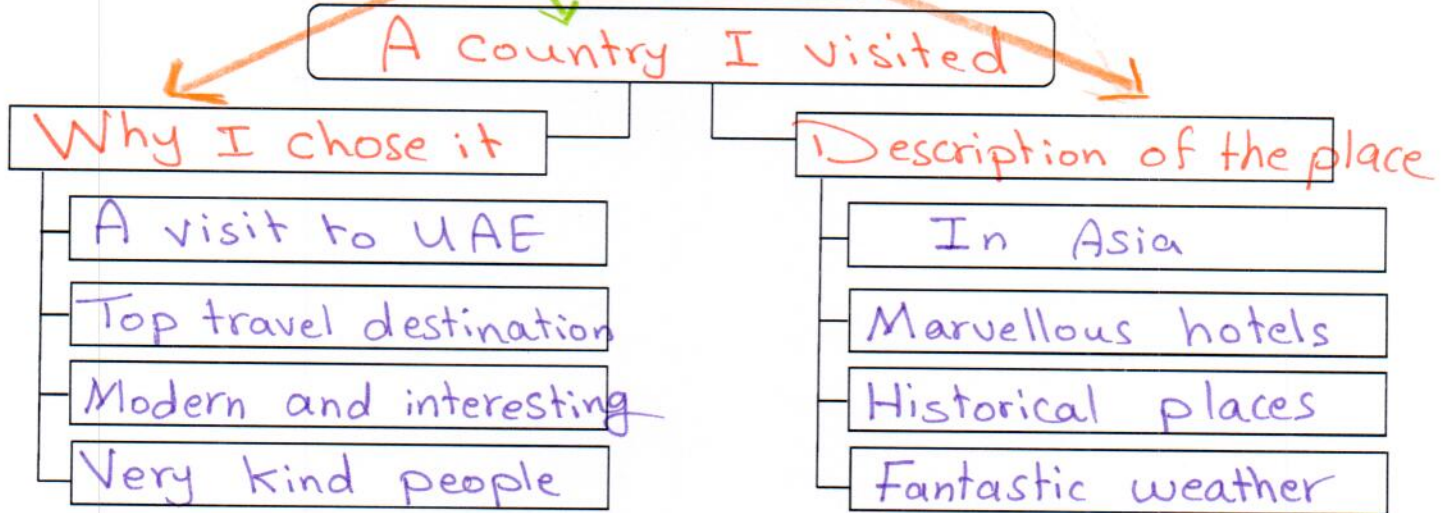 A country I visited
Why I chose it
A visit to UAE
Top travel destination
Modern and interesting
Very kind people
Description of the place
In Asia
Marvellous hotels
Historical places
Fantastic weather